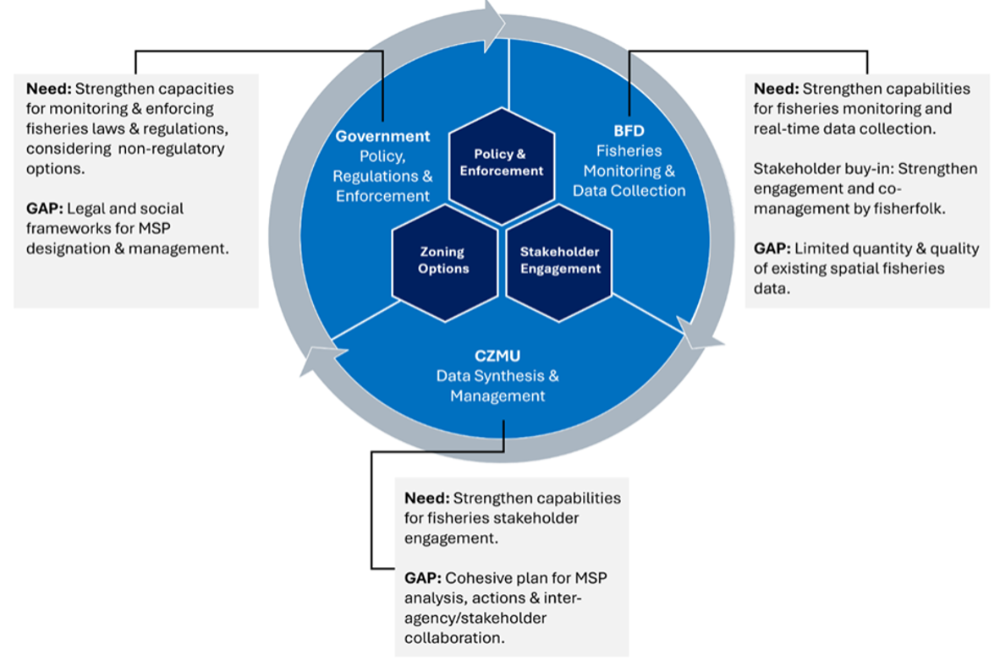 Need: Strengthen capacities
for monitoring & enforcing
fisheries laws & regulations,
considering non-regulatory
options.
GAP: Legal and social
frameworks for MSP
designation & management.
Government
Policy,
Regulations &
Enforcement
Policy &
Enforcement
BFD
Fisheries
Monitoring &
Data Collection
Zoning
Options
Stakeholder
Engagement
CZMU
Data Synthesis &
Management
Need: Strengthen capabilities
for fisheries monitoring and
real-time data collection.
Stakeholder buy-in: Strengthen
engagement and co-
management by fisherfolk.
GAP: Limited quantity & quality
of existing spatial fisheries
data.
Need: Strengthen capabilities
for fisheries stakeholder
engagement.
GAP: Cohesive plan for MSP
analysis, actions & inter-
agency/stakeholder
collaboration.